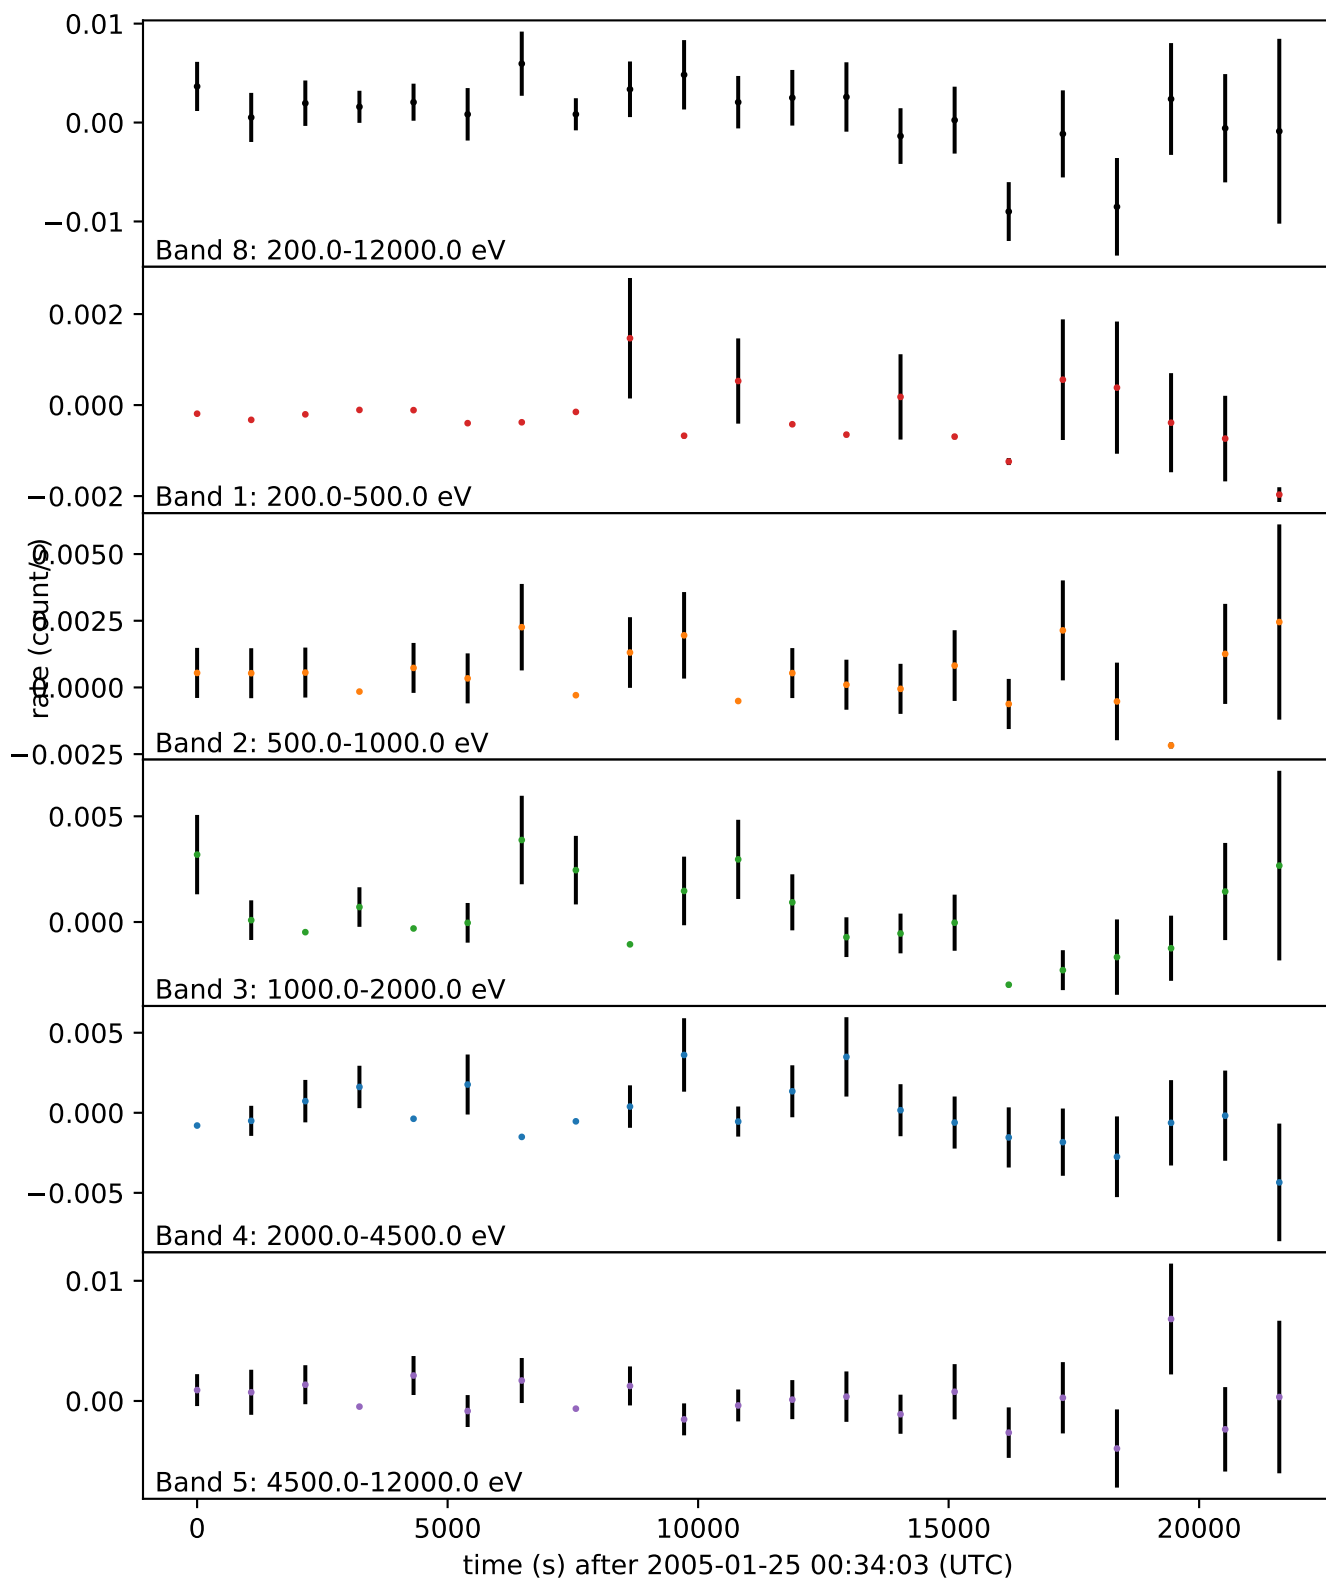 0.01
0.00
−0.01
Band 8: 200.0-12000.0 eV
0.002
0.000
−0.002
Band 1: 200.0-500.0 eV
rate (count/s)
0.0050
0.0025
0.0000
−0.0025
Band 2: 500.0-1000.0 eV
0.005
0.000
Band 3: 1000.0-2000.0 eV
0.005
0.000
−0.005
Band 4: 2000.0-4500.0 eV
0.01
0.00
Band 5: 4500.0-12000.0 eV
0 5000 10000 15000 20000
time (s) after 2005-01-25 00:34:03 (UTC)